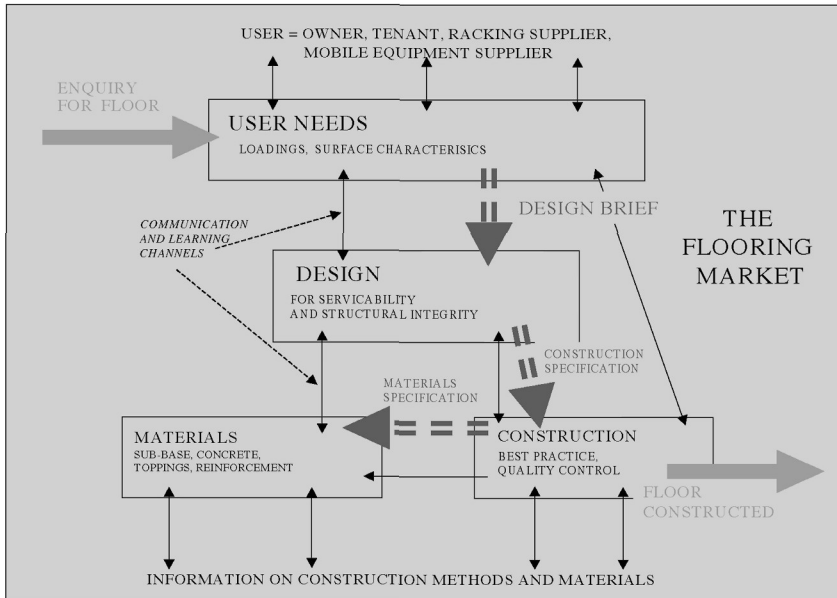 USER = OWNER, TENANT, RACKING SUPPLIER,
MOBILE EQUIPMENT SUPPLIER
ENQUIRY
FOR FLOOR
USER NEEDS
LOADINGS, SURFACE CHARACTERISICS
DESIGN BRIEF
THE
FLOORING
MARKET
COMMUNICATION
AND LEARNING
CHANNELS
DESIGN
FOR SERVICABILITY
AND STRUCTURAL INTEGRITY
CONSTRUCTION
SPECIFICATION
MATERIALS
SPECIFICATION
MATERIALS
SUB-BASE, CONCRETE,
TOPPINGS, REINFORCEMENT
CONSTRUCTION
BEST PRACTICE,
QUALITY CONTROL
FLOOR
CONSTRUCTED
INFORMATION ON CONSTRUCTION METHODS AND MATERIALS